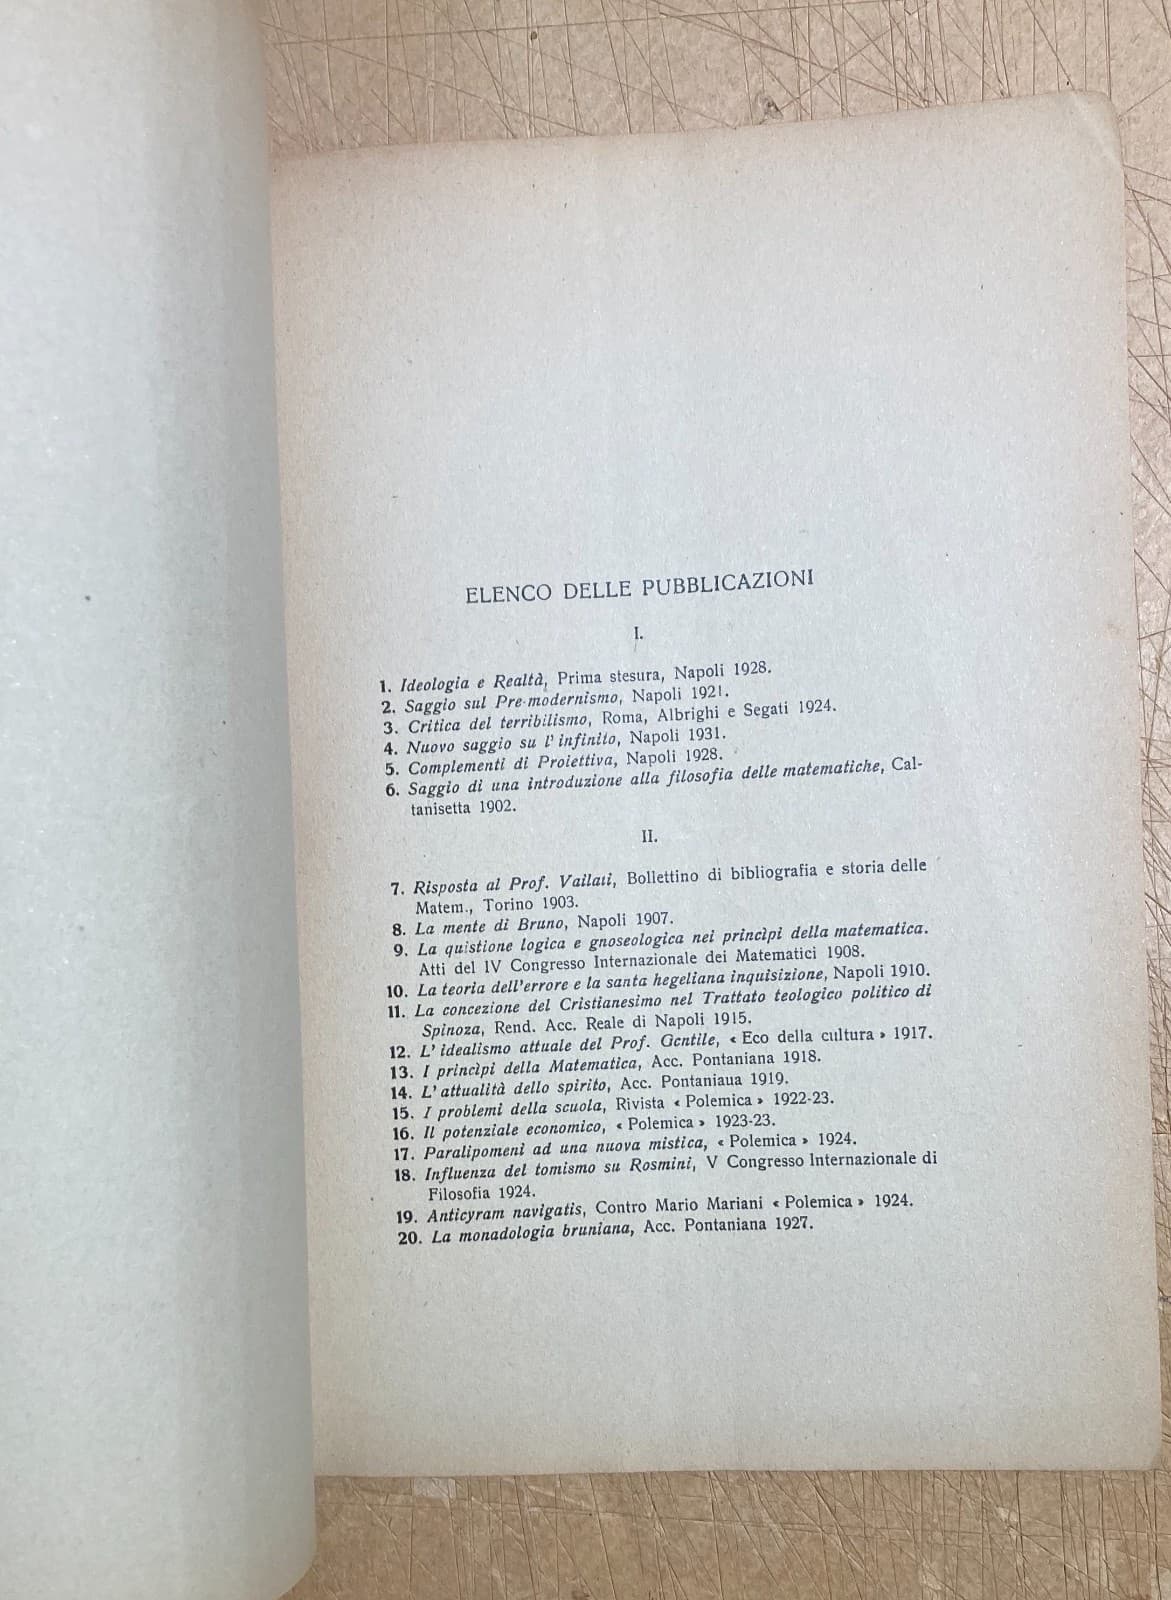 ELENCO DELLE PUBBLICAZIONI
I.
1. Ideologia e Realtà, Prima stesura, Napoli 1928.
2. Saggio sul Pre-modernismo, Napoli 1921.
3. Critica del terribilismo, Roma, Albrighi e Segati 1924.
4. Nuovo saggio su l'infinito, Napoli 1931.
5. Complementi di Proiettiva, Napoli 1928.
6. Saggio di una introduzione alla filosofia delle matematiche, Cal-
tanisetta 1902.
II.
7. Risposta al Prof. Vailati, Bollettino di bibliografia e storia delle
Matem., Torino 1903.
8. La mente di Bruno, Napoli 1907.
9. La quistione logica e gnoseologica nei princìpi della matematica.
Atti del IV Congresso Internazionale dei Matematici 1908.
10. La teoria dell'errore e la santa hegeliana inquisizione, Napoli 1910.
11. La concezione del Cristianesimo nel Trattato teologico politico di
Spinoza, Rend. Acc. Reale di Napoli 1915.
12. L'idealismo attuale del Prof. Gentile, « Eco della cultura » 1917.
13. I princìpi della Matematica, Acc. Pontaniana 1918.
14. L'attualità dello spirito, Acc. Pontaniaua 1919.
15. I problemi della scuola, Rivista « Polemica » 1922-23.
16. Il potenziale economico, « Polemica » 1923-23.
17. Paralipomeni ad una nuova mistica, « Polemica » 1924.
18. Influenza del tomismo su Rosmini, V Congresso Internazionale di
Filosofia 1924.
19. Anticyram navigatis, Contro Mario Mariani « Polemica » 1924.
20. La monadologia bruniana, Acc. Pontaniana 1927.